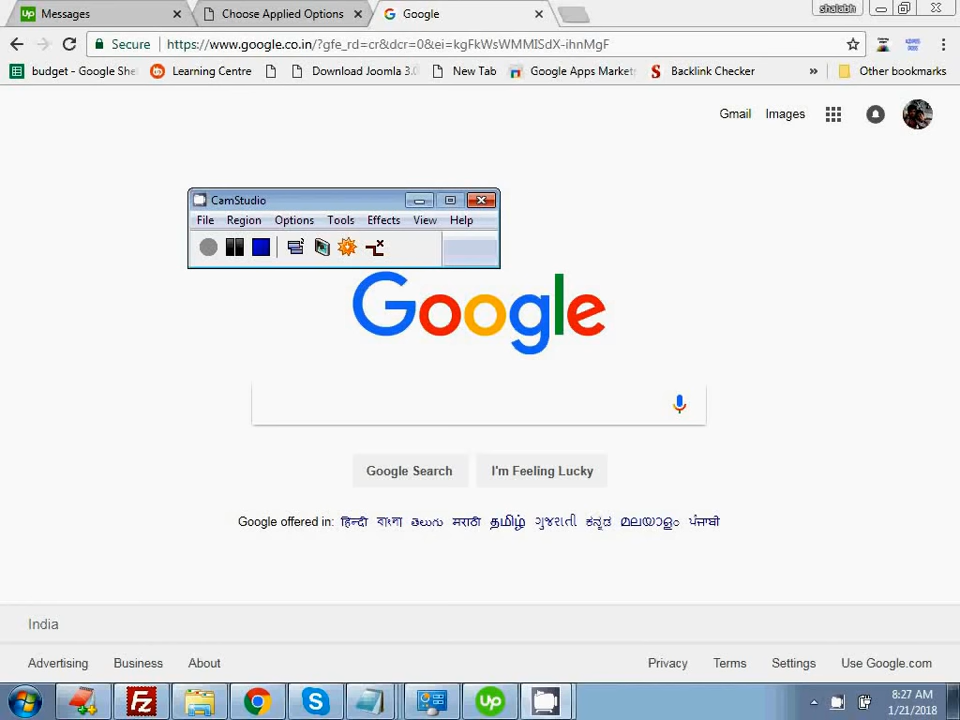 Messages
Choose Applied Options
Google
shalabh
Secure https://www.google.co.in/?gfe_rd=cr&dcr=0&ei=kgFkWsWMMISdX-ihnMgF
budget - Google She
Learning Centre
Download Joomla 3.0
New Tab
Google Apps Market
Backlink Checker
»
Other bookmarks
Gmail Images
CamStudio
File Region Options Tools Effects View Help
Google
Google Search
I'm Feeling Lucky
Google offered in: हिन्दी বাংলা తెలుగు मराठी தமிழ் ગુજરાતી ಕನ್ನಡ മലയാളം ਪੰਜਾਬੀ
India
Advertising Business About
Privacy Terms Settings Use Google.com
8:27 AM
1/21/2018